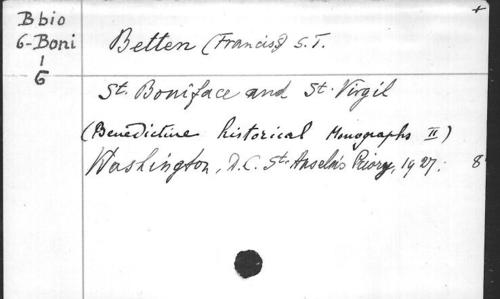 +
B bio
6-Boni
1
6
Betten (Francis) S.T.
St. Boniface and St. Virgil
(Benedictine historical Monographs II)
Washington, D.C. St. Anselm's Priory, 1927. 8°